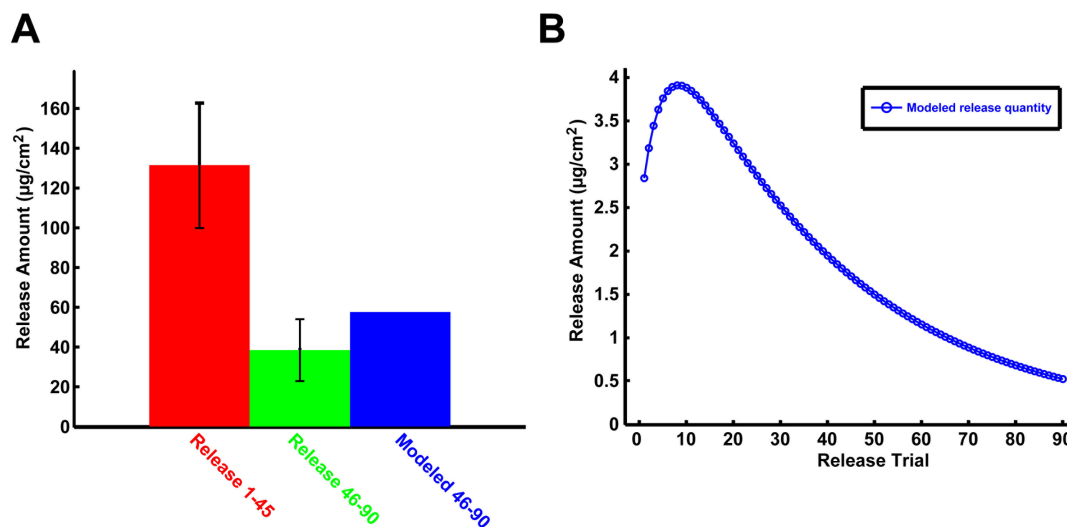 A
Release Amount (µg/cm²)
160
140
120
100
80
60
40
20
0
Release 1-45
Release 46-90
Modeled 46-90
B
Release Amount (µg/cm²)
4
3.5
3
2.5
2
1.5
1
0.5
0
Modeled release quantity
0 10 20 30 40 50 60 70 80 90
Release Trial